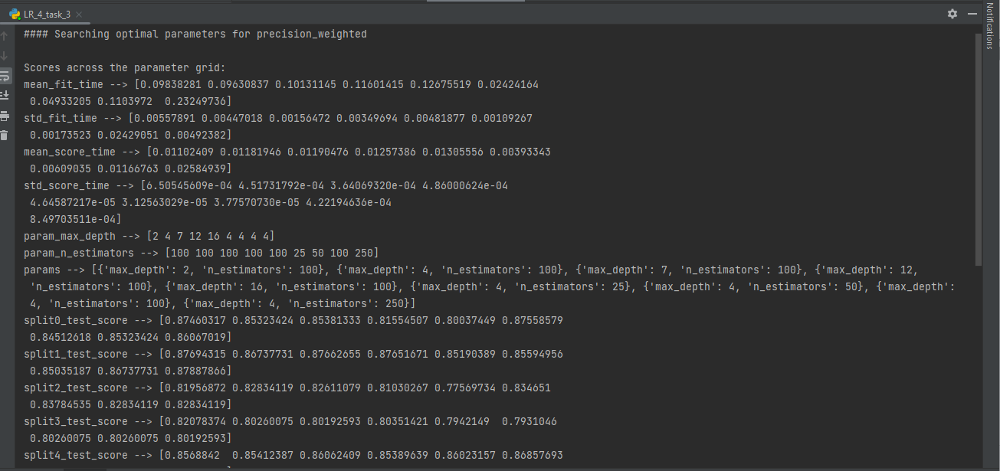 LR_4_task_3
Notifications
#### Searching optimal parameters for precision_weighted
Scores across the parameter grid:
mean_fit_time --> [0.09838281 0.09630837 0.10131145 0.11601415 0.12675519 0.02424164
0.04933205 0.1103972  0.23249736]
std_fit_time --> [0.00557891 0.00447018 0.00156472 0.00349694 0.00481877 0.00109267
0.00173523 0.02429051 0.00492382]
mean_score_time --> [0.01102409 0.01181946 0.01190476 0.01257386 0.01305556 0.00393343
0.00609035 0.01166763 0.02584939]
std_score_time --> [6.50545609e-04 4.51731792e-04 3.64069320e-04 4.86000624e-04
4.64587217e-05 3.12563029e-05 3.77570730e-05 4.22194636e-04
8.49703511e-04]
param_max_depth --> [2 4 7 12 16 4 4 4 4]
param_n_estimators --> [100 100 100 100 100 25 50 100 250]
params --> [{'max_depth': 2, 'n_estimators': 100}, {'max_depth': 4, 'n_estimators': 100}, {'max_depth': 7, 'n_estimators': 100}, {'max_depth': 12,
'n_estimators': 100}, {'max_depth': 16, 'n_estimators': 100}, {'max_depth': 4, 'n_estimators': 25}, {'max_depth': 4, 'n_estimators': 50}, {'max_depth':
4, 'n_estimators': 100}, {'max_depth': 4, 'n_estimators': 250}]
split0_test_score --> [0.87460317 0.85323424 0.85381333 0.81554507 0.80037449 0.87558579
0.84512618 0.85323424 0.86067019]
split1_test_score --> [0.87694315 0.86737731 0.87662655 0.87651671 0.85190389 0.85594956
0.85035187 0.86737731 0.87887866]
split2_test_score --> [0.81956872 0.82834119 0.82611079 0.81030267 0.77569734 0.834651
0.83784535 0.82834119 0.82834119]
split3_test_score --> [0.82078374 0.80260075 0.80192593 0.80351421 0.7942149  0.7931046
0.80260075 0.80260075 0.80192593]
split4_test_score --> [0.8568842  0.85412387 0.86062409 0.85389639 0.86023157 0.86857693